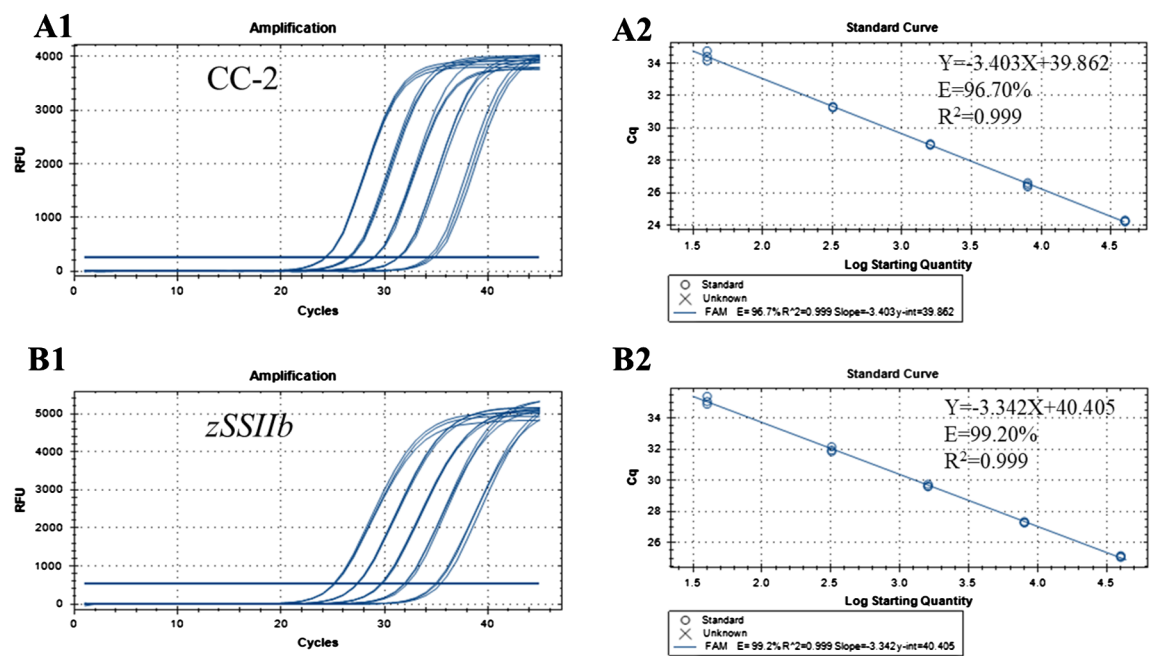 A1
Amplification
CC-2
RFU
4000
3000
2000
1000
0
0 10 20 30 40
Cycles
A2
Standard Curve
Y=-3.403X+39.862
E=96.70%
R²=0.999
Cq
34
32
30
28
26
24
1.5 2.0 2.5 3.0 3.5 4.0 4.5
Log Starting Quantity
Standard
Unknown
FAM E= 96.7% R^2=0.999 Slope=-3.403 y-int=39.862
B1
Amplification
zSSIIb
RFU
5000
4000
3000
2000
1000
0
0 10 20 30 40
Cycles
B2
Standard Curve
Y=-3.342X+40.405
E=99.20%
R²=0.999
Cq
34
32
30
28
26
1.5 2.0 2.5 3.0 3.5 4.0 4.5
Log Starting Quantity
Standard
Unknown
FAM E= 99.2% R^2=0.999 Slope=-3.342 y-int=40.405